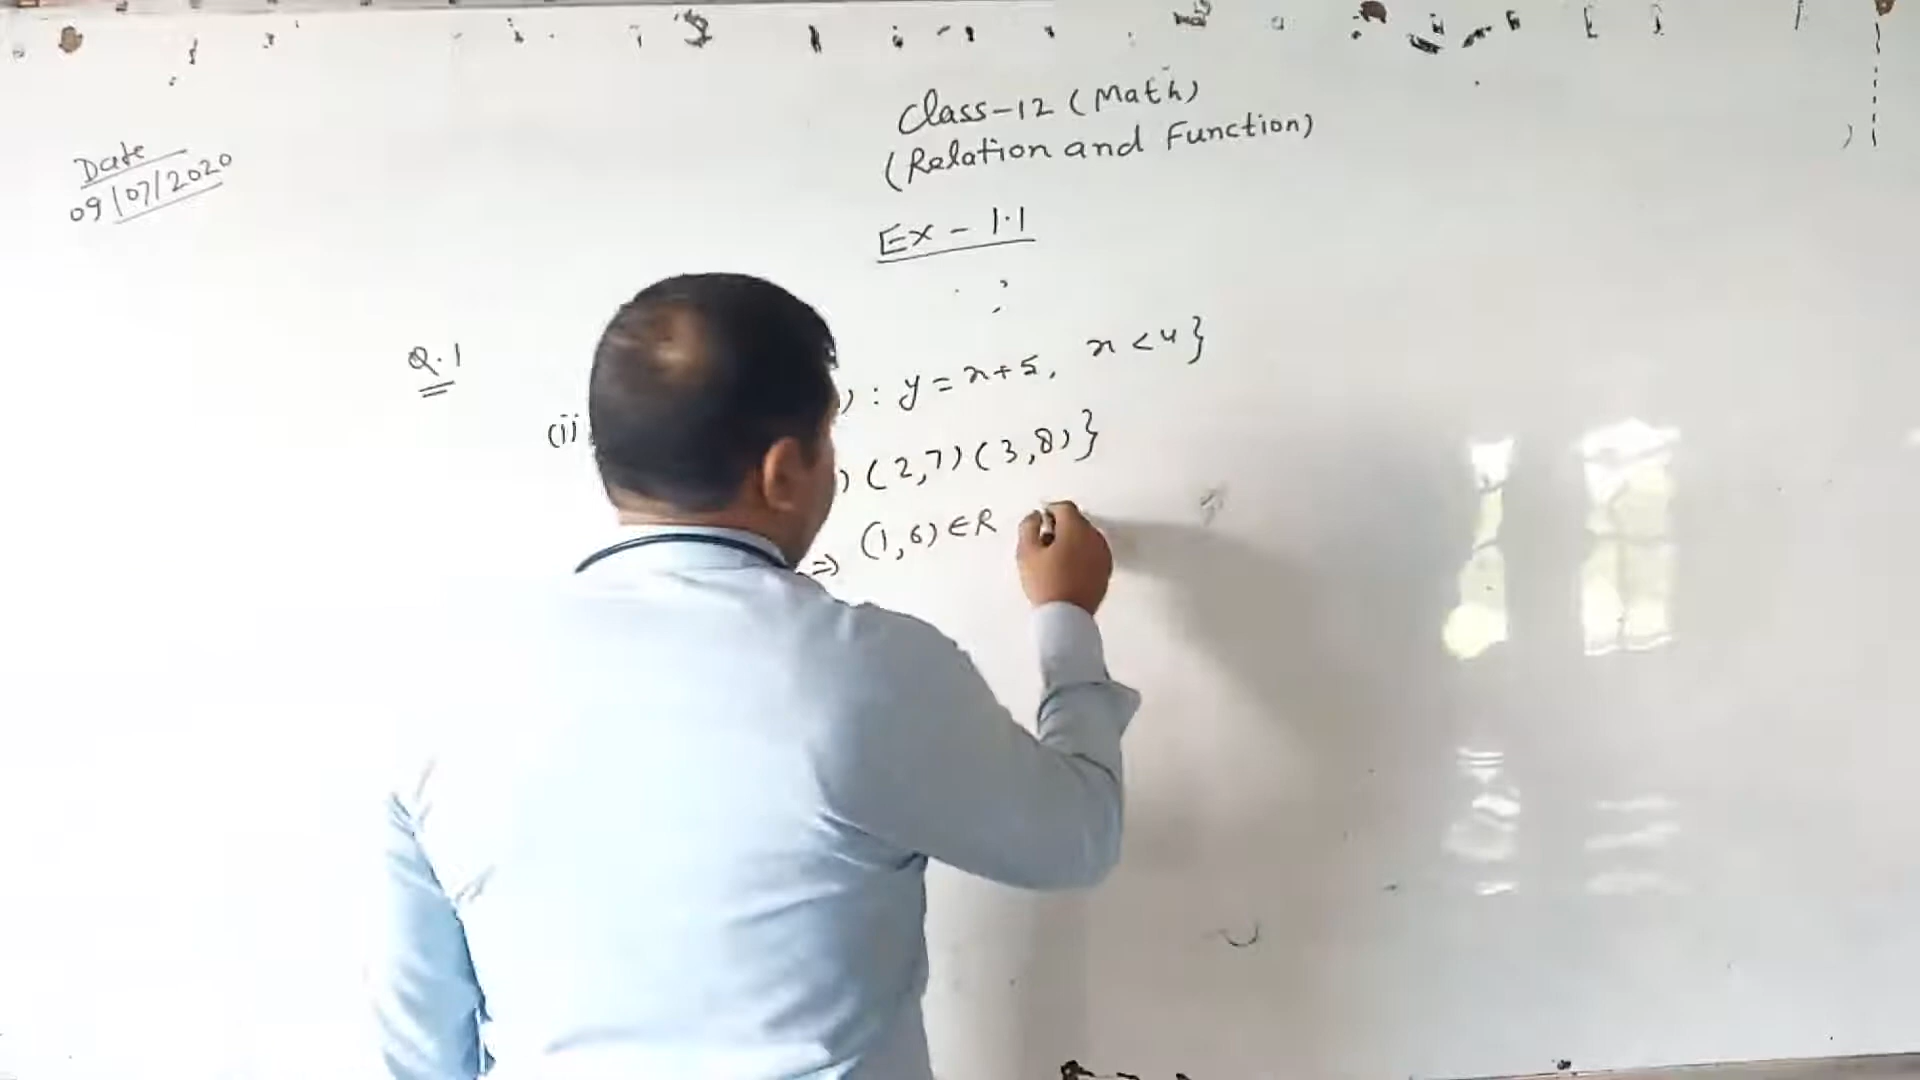 Class-12 (Math)
(Relation and Function)
Date
09/07/2020
Ex - 1.1
Q.1
(ii) ) : y = x+5, x < 4}
) (2,7) (3,8)}
=> (1,6) ∈ R